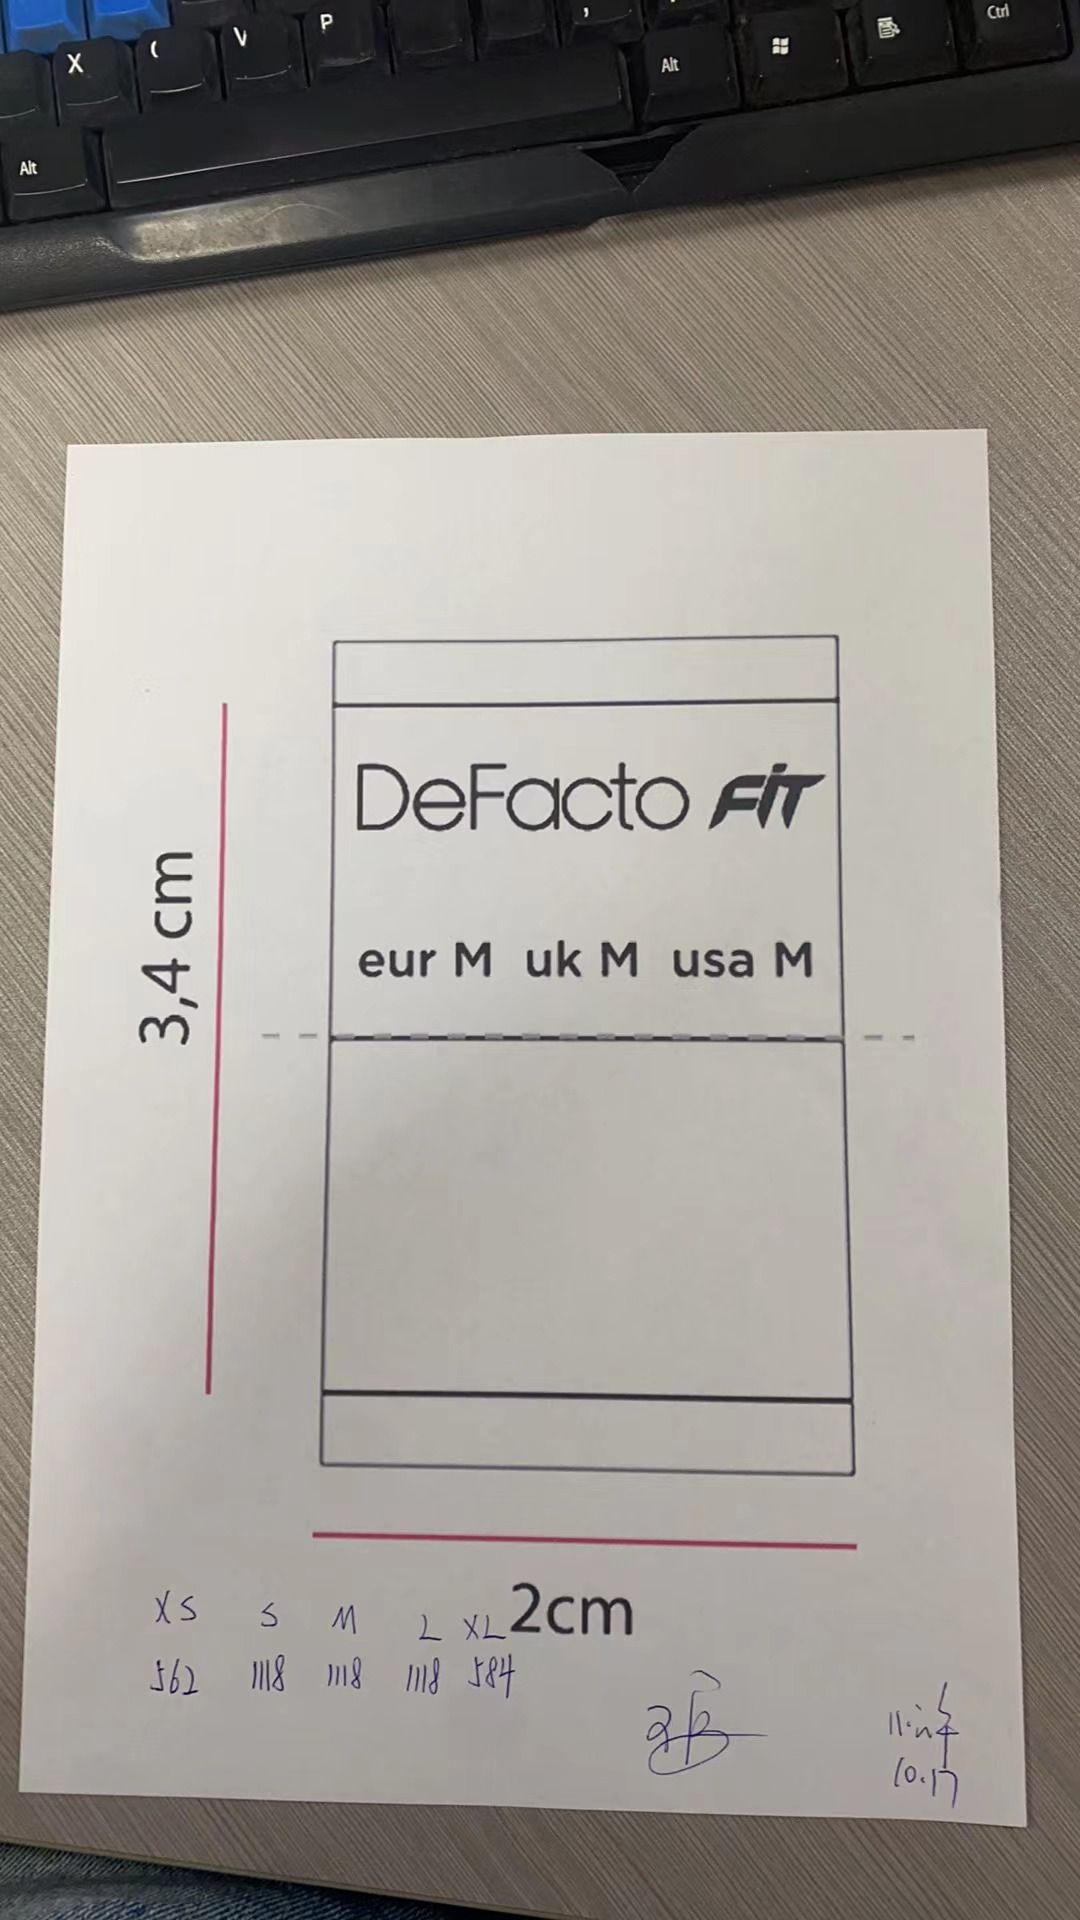 X V P , Alt Ctrl
Alt
DeFacto FiT
eur M uk M usa M
3,4 cm
2cm
XS S M L XL
562 1118 1118 1118 584
10.17